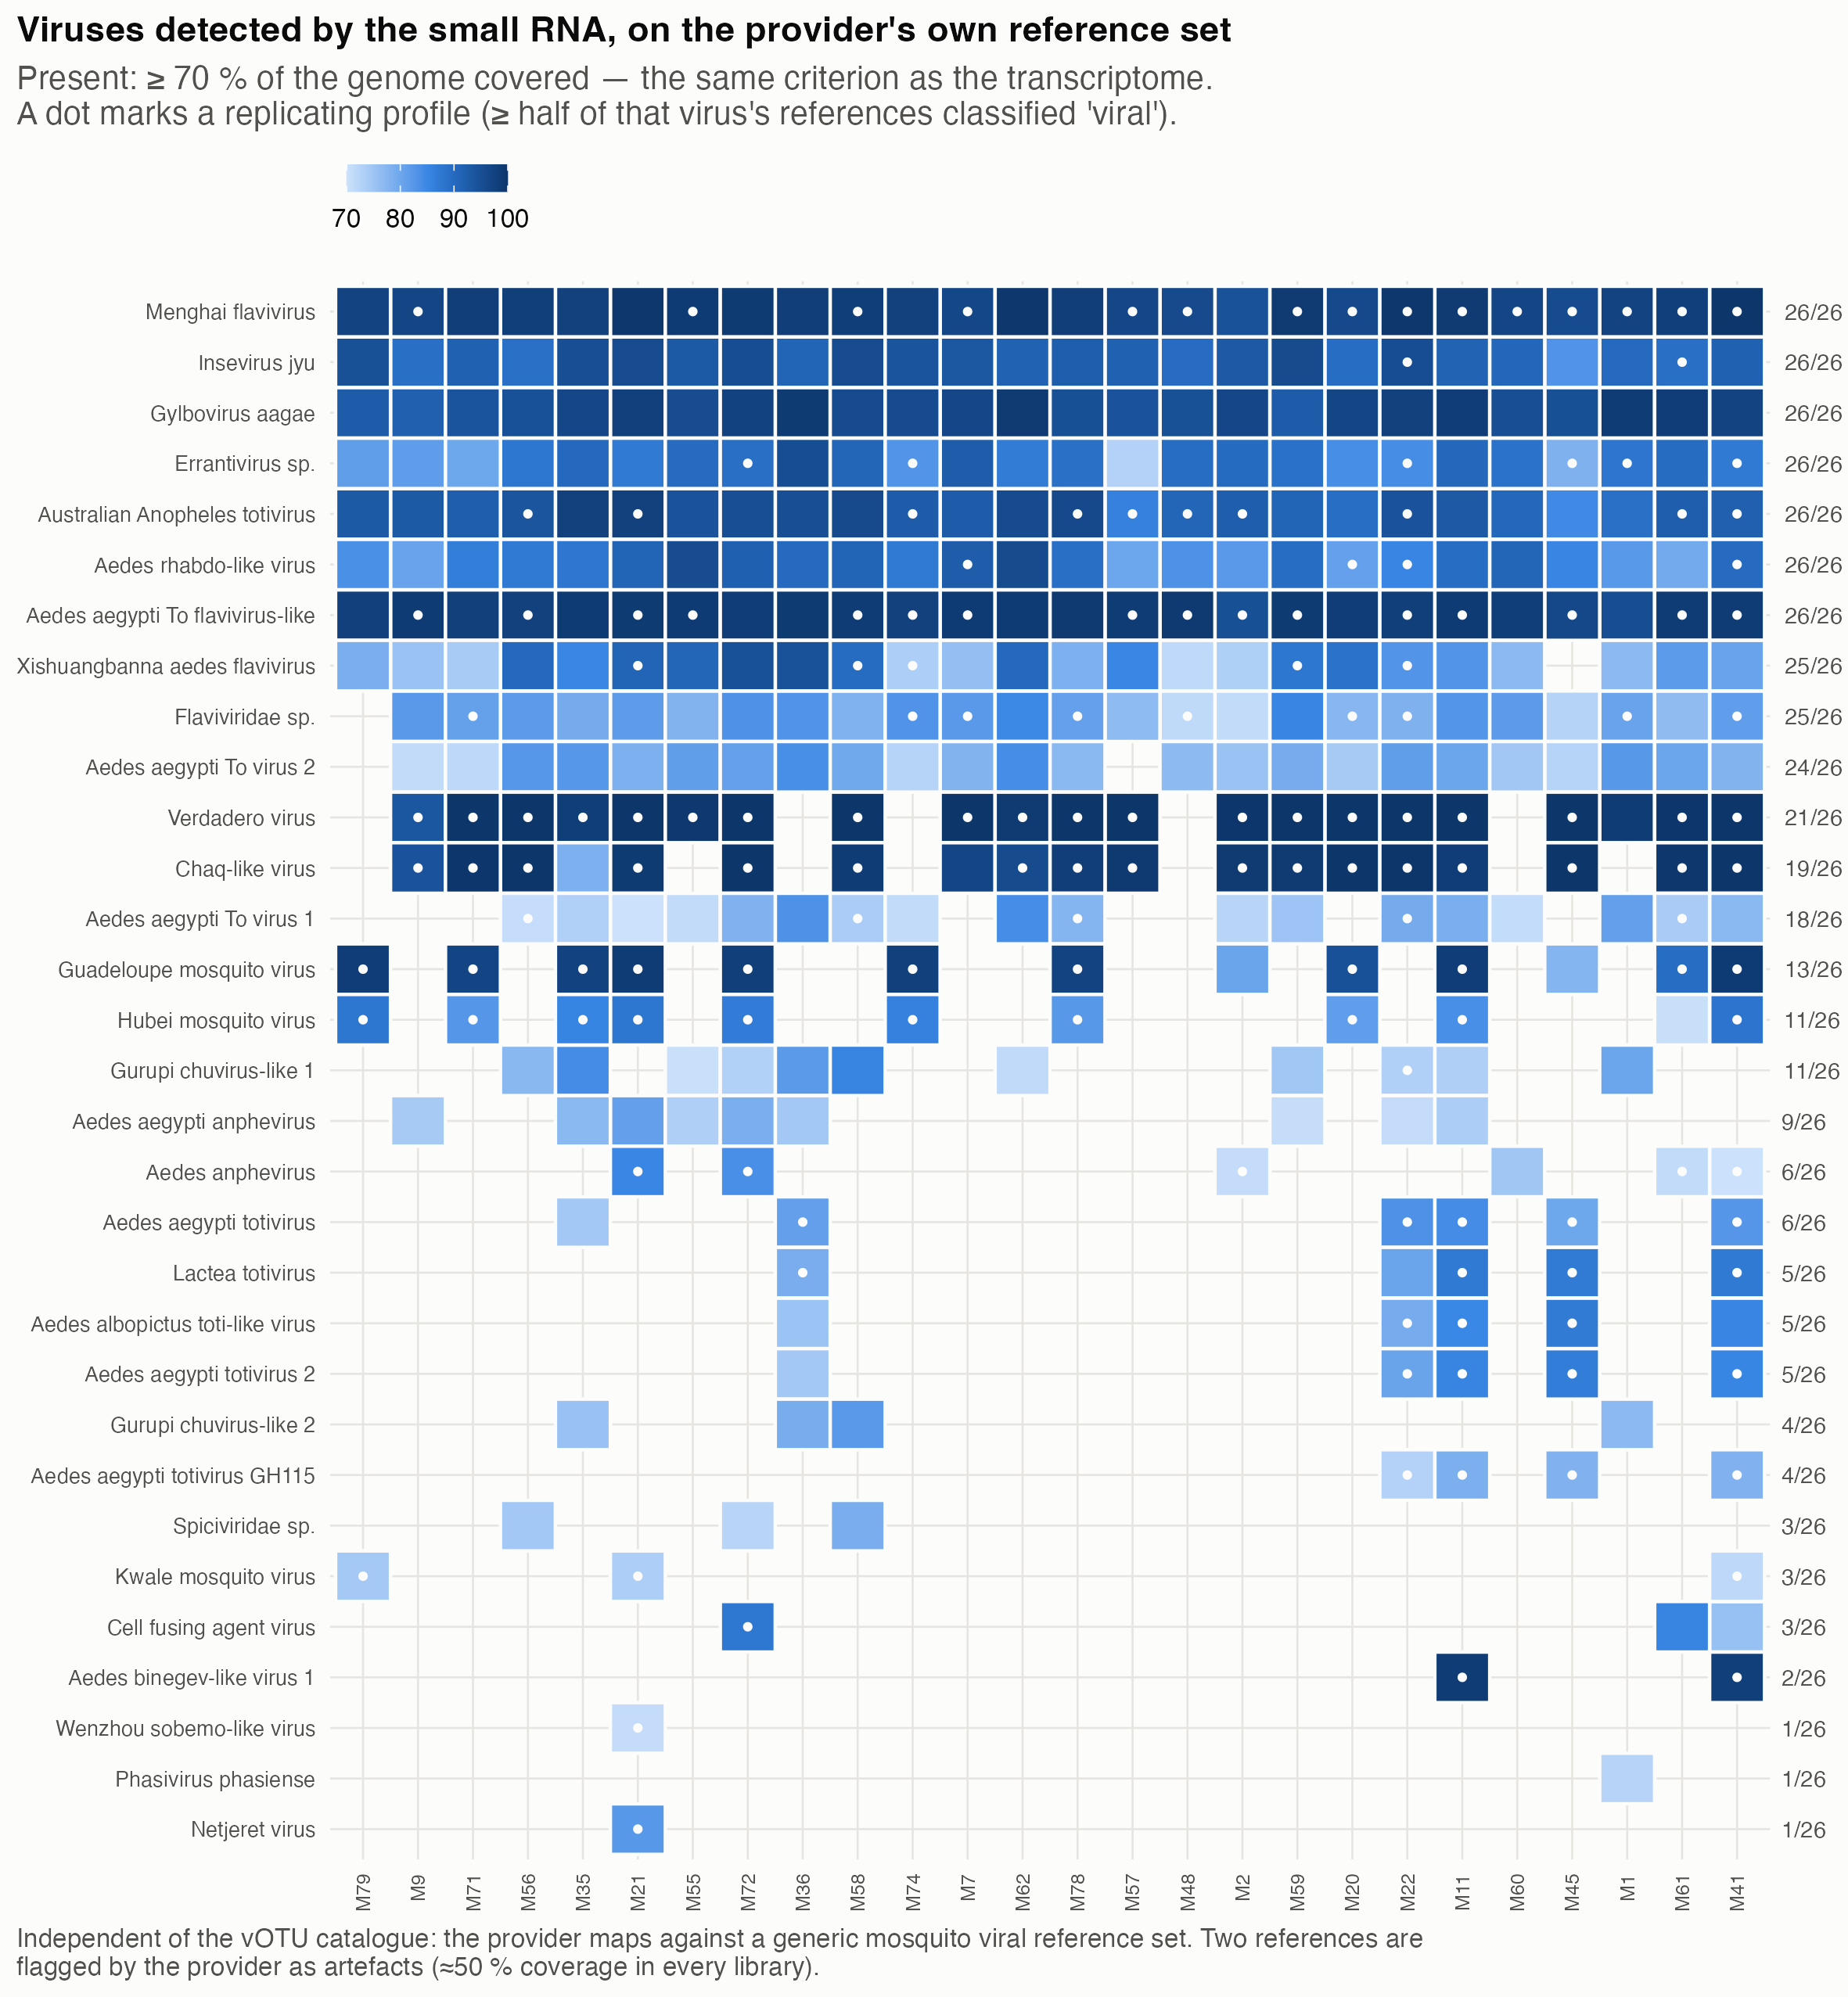 Viruses detected by the small RNA, on the provider's own reference set
Present: ≥ 70 % of the genome covered — the same criterion as the transcriptome.
A dot marks a replicating profile (≥ half of that virus's references classified 'viral').
70 80 90 100
Menghai flavivirus 26/26
Insevirus jyu 26/26
Gylbovirus aagae 26/26
Errantivirus sp. 26/26
Australian Anopheles totivirus 26/26
Aedes rhabdo-like virus 26/26
Aedes aegypti To flavivirus-like 26/26
Xishuangbanna aedes flavivirus 25/26
Flaviviridae sp. 25/26
Aedes aegypti To virus 2 24/26
Verdadero virus 21/26
Chaq-like virus 19/26
Aedes aegypti To virus 1 18/26
Guadeloupe mosquito virus 13/26
Hubei mosquito virus 11/26
Gurupi chuvirus-like 1 11/26
Aedes aegypti anphevirus 9/26
Aedes anphevirus 6/26
Aedes aegypti totivirus 6/26
Lactea totivirus 5/26
Aedes albopictus toti-like virus 5/26
Aedes aegypti totivirus 2 5/26
Gurupi chuvirus-like 2 4/26
Aedes aegypti totivirus GH115 4/26
Spiciviridae sp. 3/26
Kwale mosquito virus 3/26
Cell fusing agent virus 3/26
Aedes binegev-like virus 1 2/26
Wenzhou sobemo-like virus 1/26
Phasivirus phasiense 1/26
Netjeret virus 1/26
M79 M9 M71 M56 M35 M21 M55 M72 M36 M58 M74 M7 M62 M78 M57 M48 M2 M59 M20 M22 M11 M60 M45 M1 M61 M41
Independent of the vOTU catalogue: the provider maps against a generic mosquito viral reference set. Two references are
flagged by the provider as artefacts (≈50 % coverage in every library).